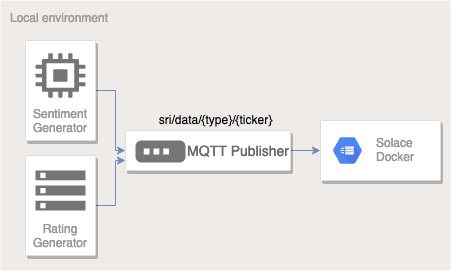 Local environment
Sentiment
Generator
sri/data/{type}/{ticker}
MQTT Publisher
Solace
Docker
Rating
Generator